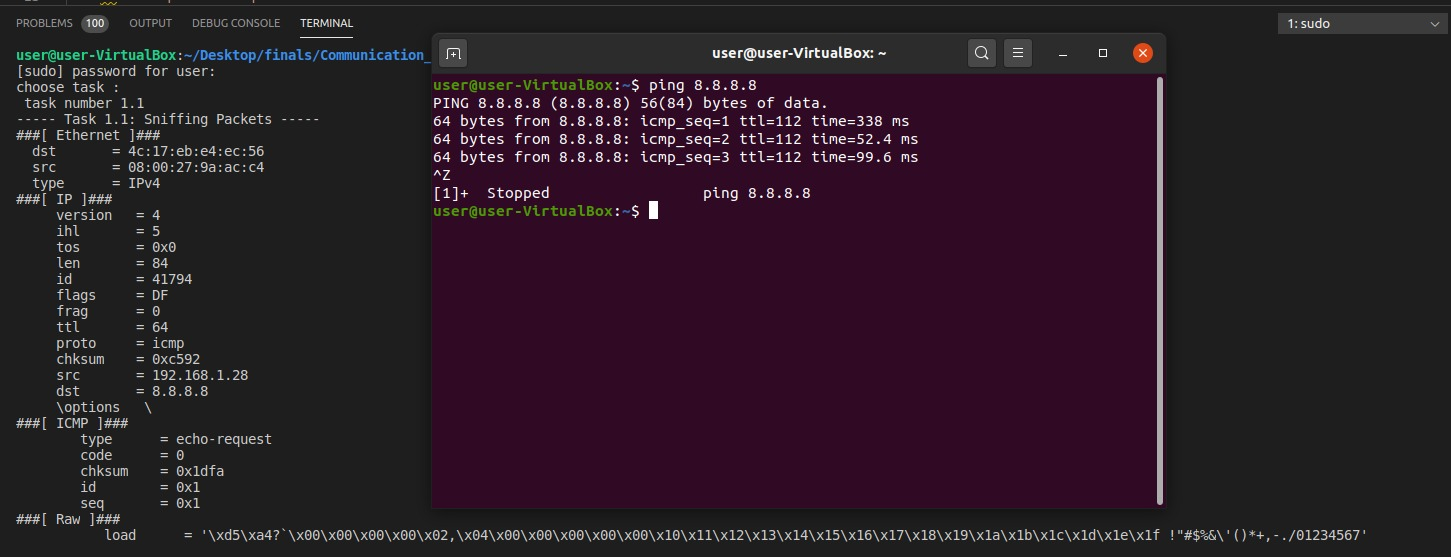 PROBLEMS 100 OUTPUT DEBUG CONSOLE TERMINAL
1: sudo
user@user-VirtualBox:~/Desktop/finals/Communication_
[sudo] password for user:
choose task :
 task number 1.1
----- Task 1.1: Sniffing Packets -----
###[ Ethernet ]###
  dst       = 4c:17:eb:e4:ec:56
  src       = 08:00:27:9a:ac:c4
  type      = IPv4
###[ IP ]###
     version   = 4
     ihl       = 5
     tos       = 0x0
     len       = 84
     id        = 41794
     flags     = DF
     frag      = 0
     ttl       = 64
     proto     = icmp
     chksum    = 0xc592
     src       = 192.168.1.28
     dst       = 8.8.8.8
     \options   \
###[ ICMP ]###
        type      = echo-request
        code      = 0
        chksum    = 0x1dfa
        id        = 0x1
        seq       = 0x1
###[ Raw ]###
           load      = '\xd5\xa4?`\x00\x00\x00\x00\x02,\x04\x00\x00\x00\x00\x00\x10\x11\x12\x13\x14\x15\x16\x17\x18\x19\x1a\x1b\x1c\x1d\x1e\x1f !"#$%&\'()*+,-./01234567'
user@user-VirtualBox: ~
user@user-VirtualBox:~$ ping 8.8.8.8
PING 8.8.8.8 (8.8.8.8) 56(84) bytes of data.
64 bytes from 8.8.8.8: icmp_seq=1 ttl=112 time=338 ms
64 bytes from 8.8.8.8: icmp_seq=2 ttl=112 time=52.4 ms
64 bytes from 8.8.8.8: icmp_seq=3 ttl=112 time=99.6 ms
^Z
[1]+  Stopped                 ping 8.8.8.8
user@user-VirtualBox:~$